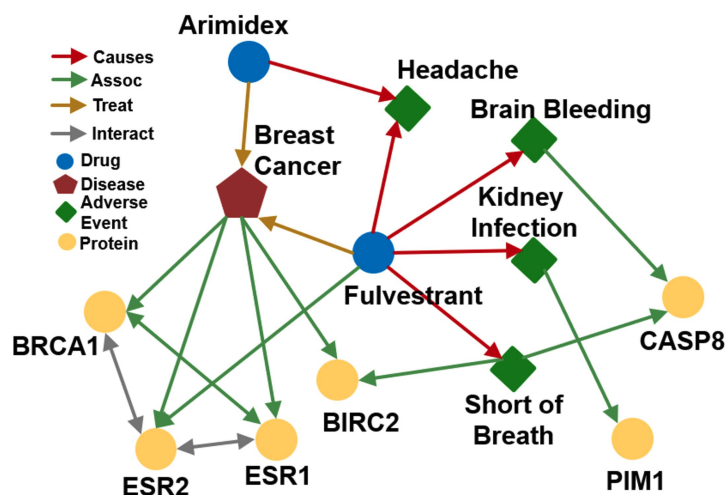 Arimidex
Causes
Assoc
Treat
Interact
Drug
Disease
Adverse
Event
Protein
Headache
Brain Bleeding
Breast
Cancer
Kidney
Infection
Fulvestrant
BRCA1
CASP8
BIRC2
Short of
Breath
ESR2
ESR1
PIM1